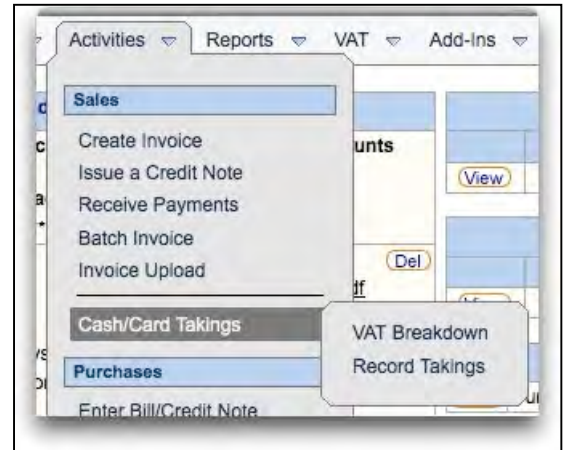 Activities Reports VAT Add-Ins
Sales
Create Invoice
unts
Issue a Credit Note
View
Receive Payments
Batch Invoice
Invoice Upload
Del
df
Cash/Card Takings
VAT Breakdown
Record Takings
Purchases
Enter Bill/Credit Note